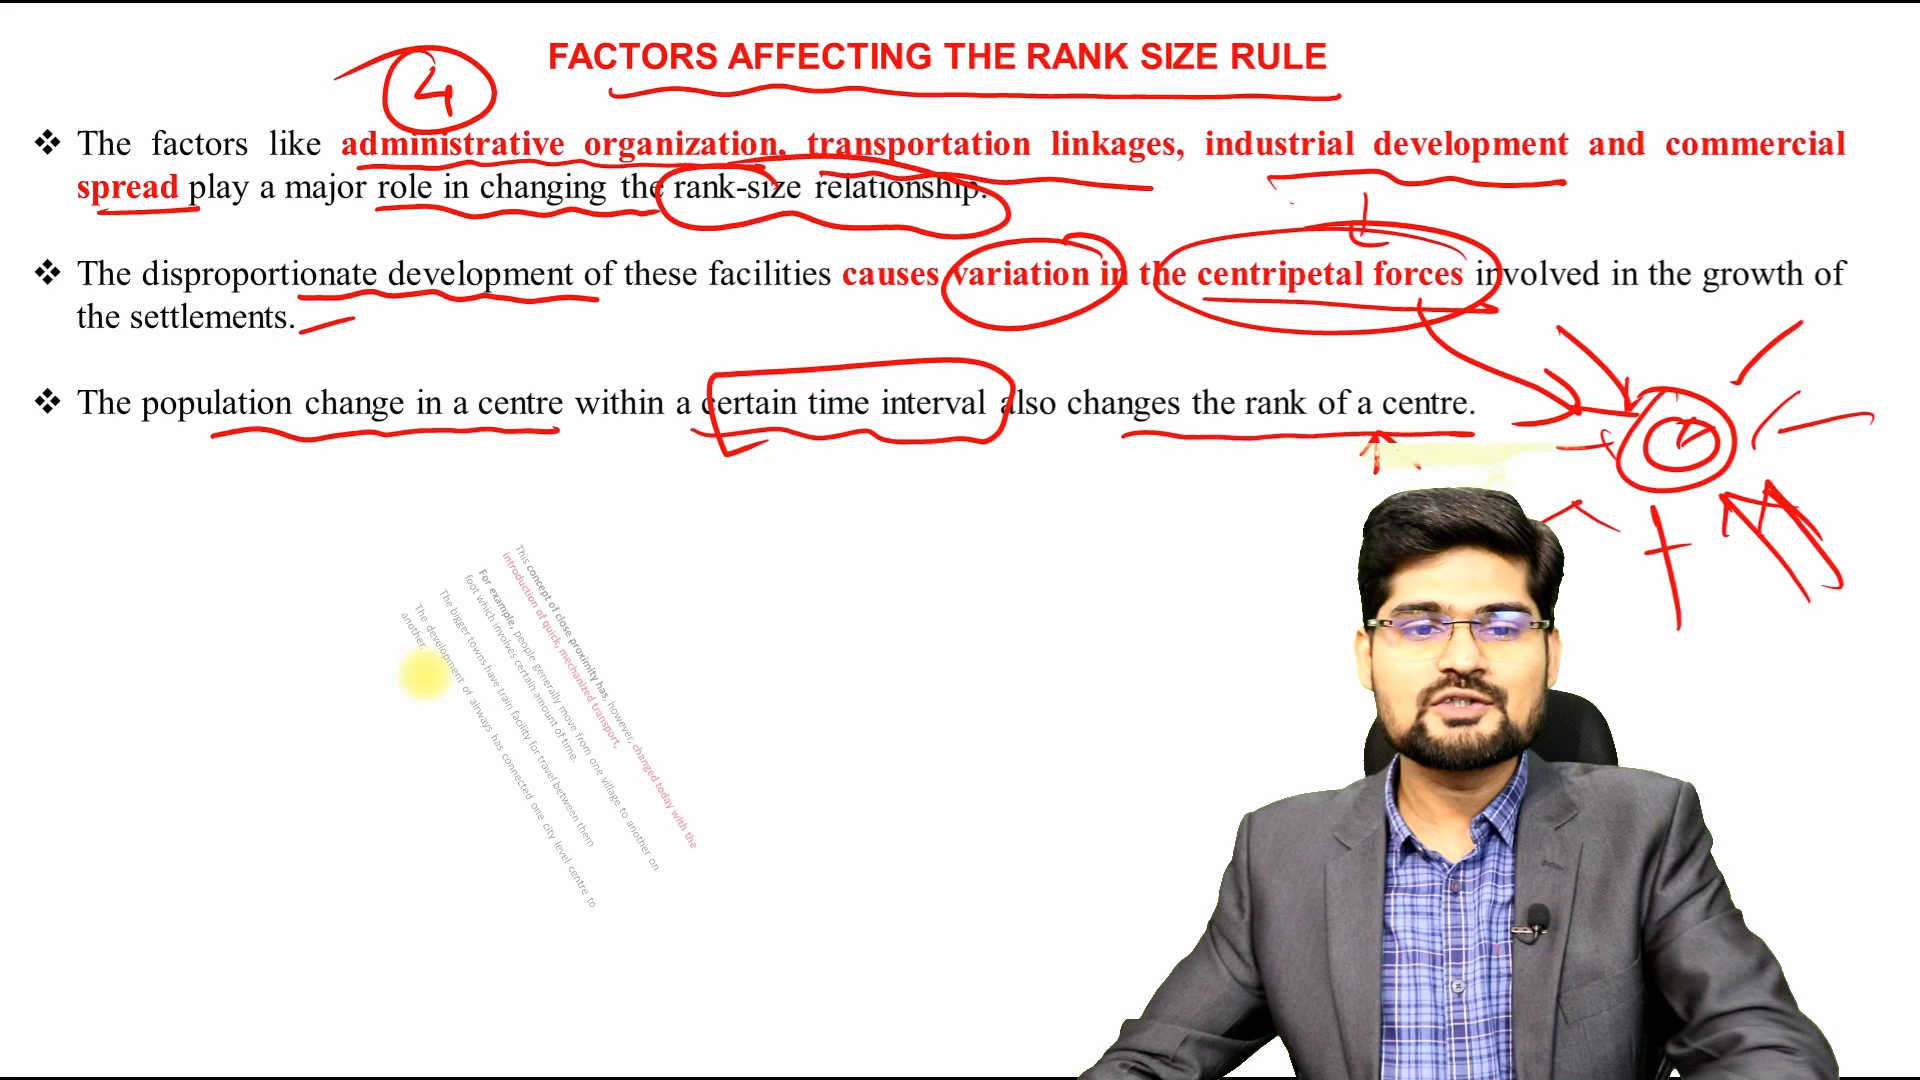 FACTORS AFFECTING THE RANK SIZE RULE
4
❖ The factors like administrative organization, transportation linkages, industrial development and commercial
spread play a major role in changing the rank-size relationship.
❖ The disproportionate development of these facilities causes variation in the centripetal forces involved in the growth of
the settlements.
❖ The population change in a centre within a certain time interval also changes the rank of a centre.
This concept of close proximity has, however, changed today with the
introduction of quick, mechanized transport,
For example, people generally move from one village to another on
foot which involves certain amount of time.
The bigger towns have train facility for travel between them
The development of airways has connected one city level centre to
another.